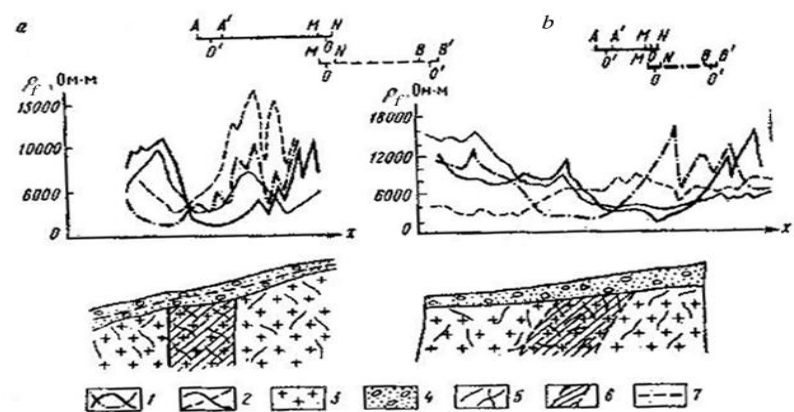 a
A A' M N
O' O
M N B B'
O O'
ρf, Ом·м
15000
10000
6000
0
x
b
A A' M N
O' O
M N B B'
O O'
ρf, Ом·м
18000
12000
6000
0
x
1 2 3 4 5 6 7